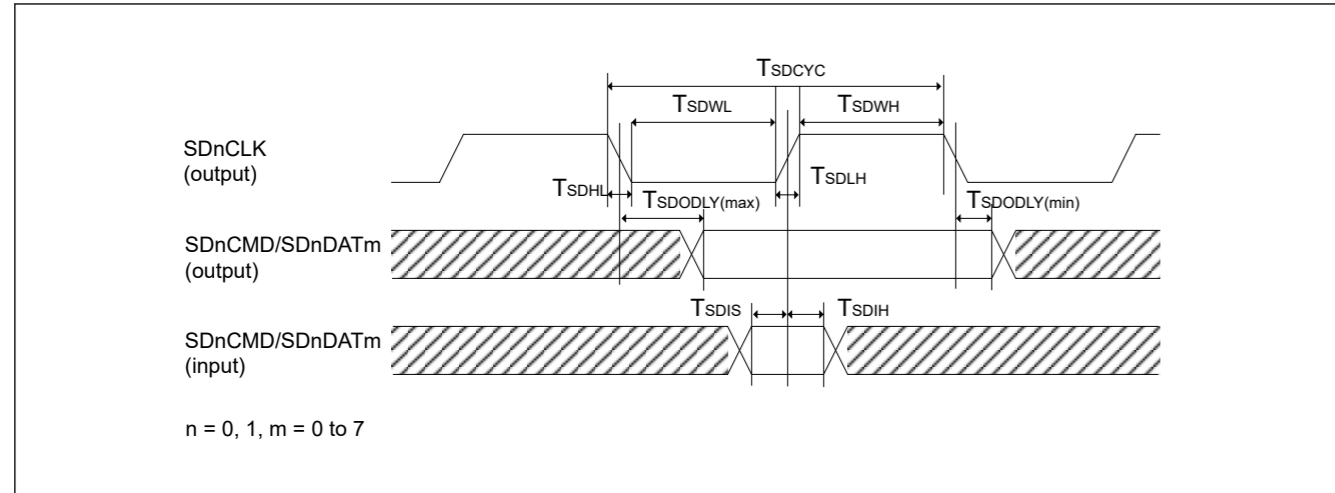 TSDCYC
TSDWL
TSDWH
SDnCLK
(output)
TSDHL
TSDLH
TSDODLY(max)
TSDODLY(min)
SDnCMD/SDnDATm
(output)
TSDIS
TSDIH
SDnCMD/SDnDATm
(input)
n = 0, 1, m = 0 to 7